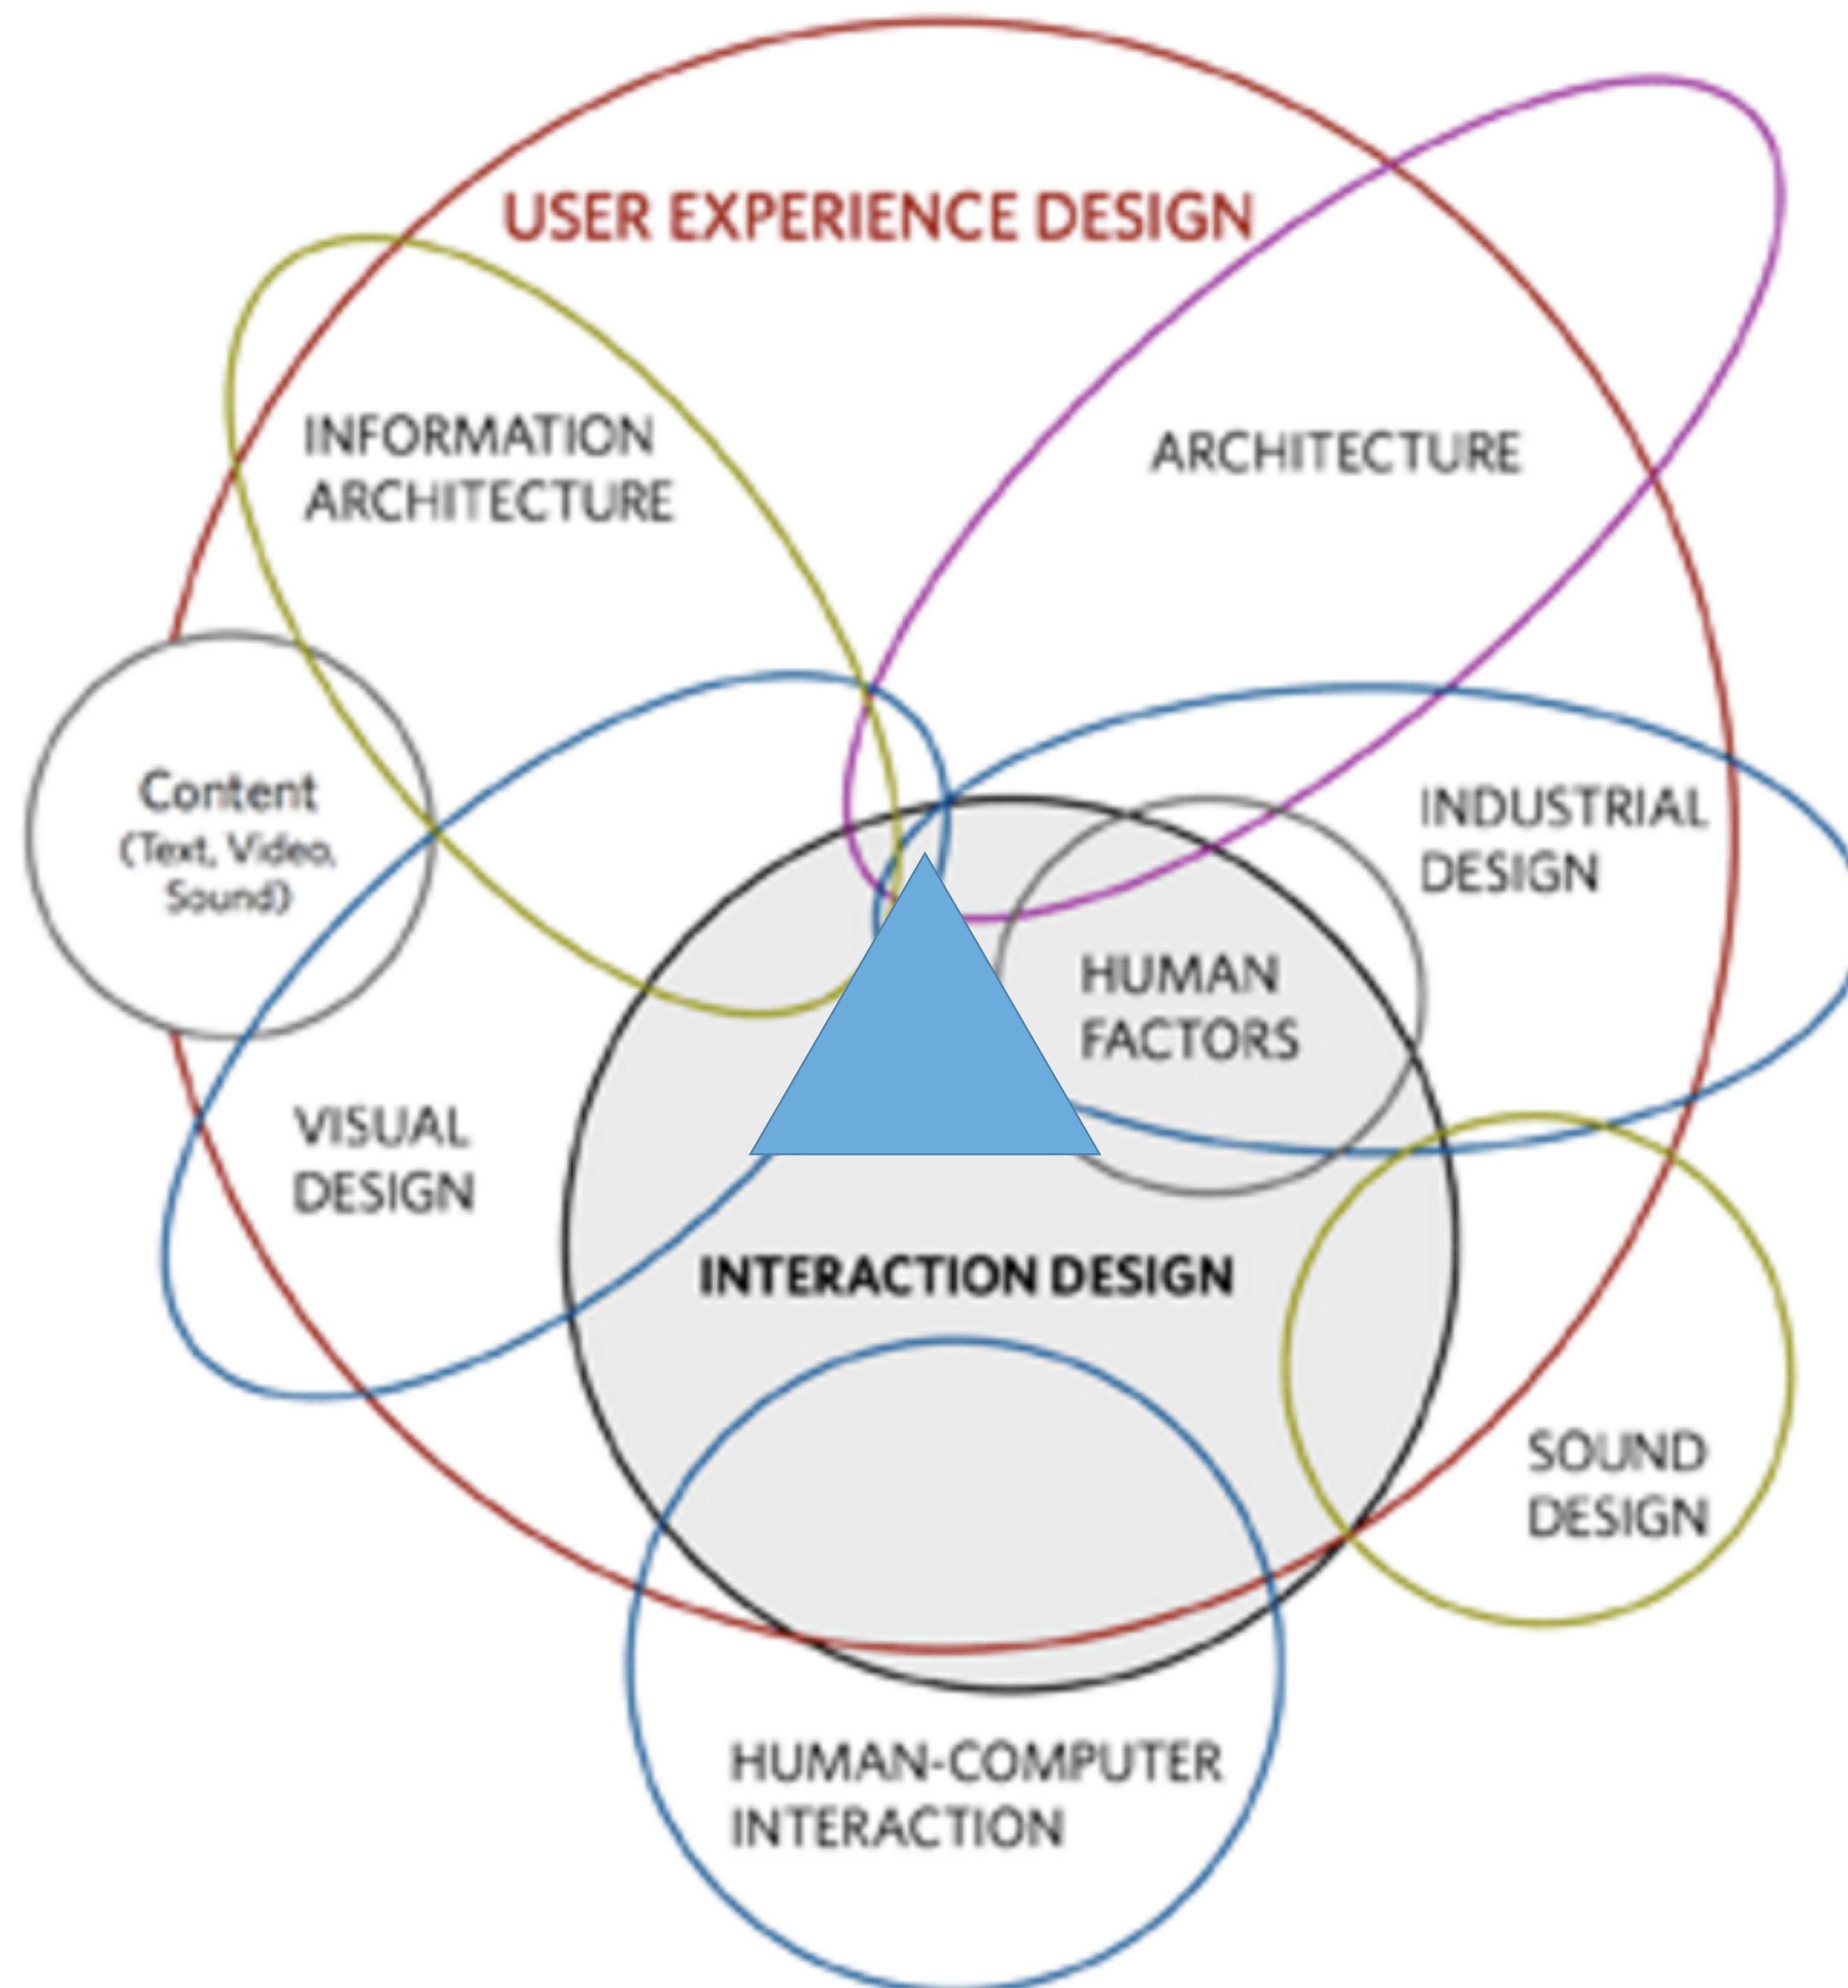 USER EXPERIENCE DESIGN
INFORMATION
ARCHITECTURE
ARCHITECTURE
Content
(Text, Video,
Sound)
INDUSTRIAL
DESIGN
HUMAN
FACTORS
VISUAL
DESIGN
INTERACTION DESIGN
SOUND
DESIGN
HUMAN-COMPUTER
INTERACTION